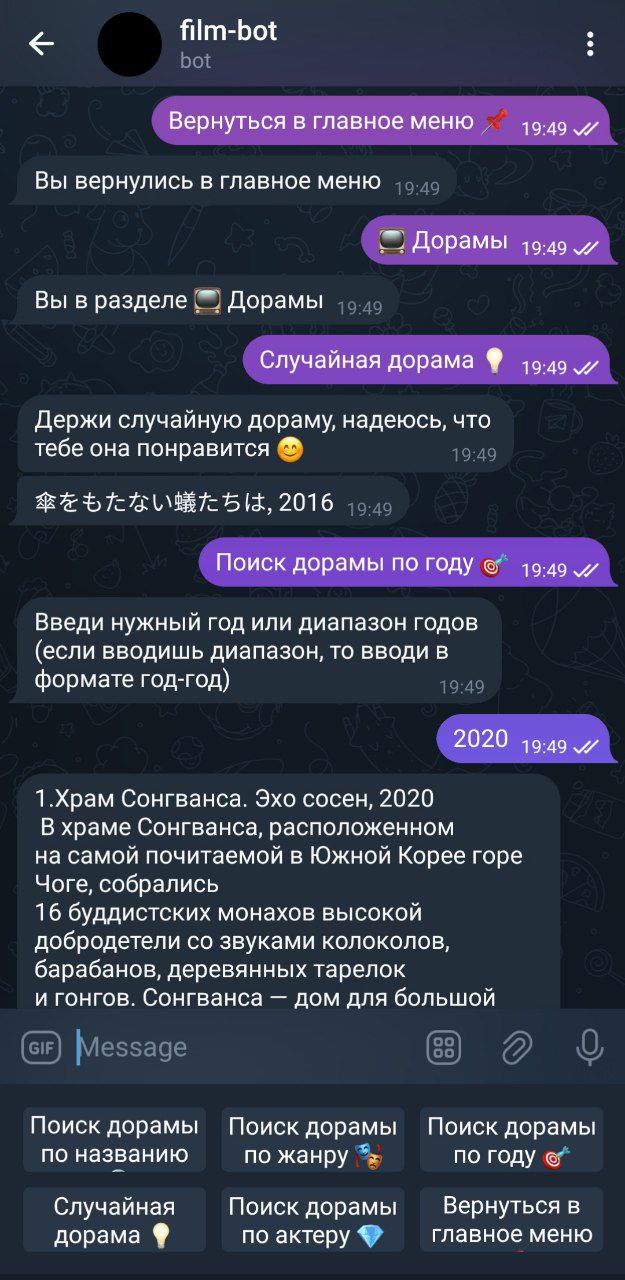 film-bot
bot
Вернуться в главное меню 📌 19:49
Вы вернулись в главное меню 19:49
📺 Дорамы 19:49
Вы в разделе 📺 Дорамы 19:49
Случайная дорама 💡 19:49
Держи случайную дораму, надеюсь, что
тебе она понравится 😊 19:49
傘をもたない蟻たちは, 2016 19:49
Поиск дорамы по году 🎯 19:49
Введи нужный год или диапазон годов
(если вводишь диапазон, то вводи в
формате год-год) 19:49
2020 19:49
1.Храм Сонгванса. Эхо сосен, 2020
В храме Сонгванса, расположенном
на самой почитаемой в Южной Корее горе
Чоге, собрались
16 буддистских монахов высокой
добродетели со звуками колоколов,
барабанов, деревянных тарелок
и гонгов. Сонгванса — дом для большой
GIF Message
Поиск дорамы
по названию
Поиск дорамы
по жанру 🎭
Поиск дорамы
по году 🎯
Случайная
дорама 💡
Поиск дорамы
по актеру 💎
Вернуться в
главное меню